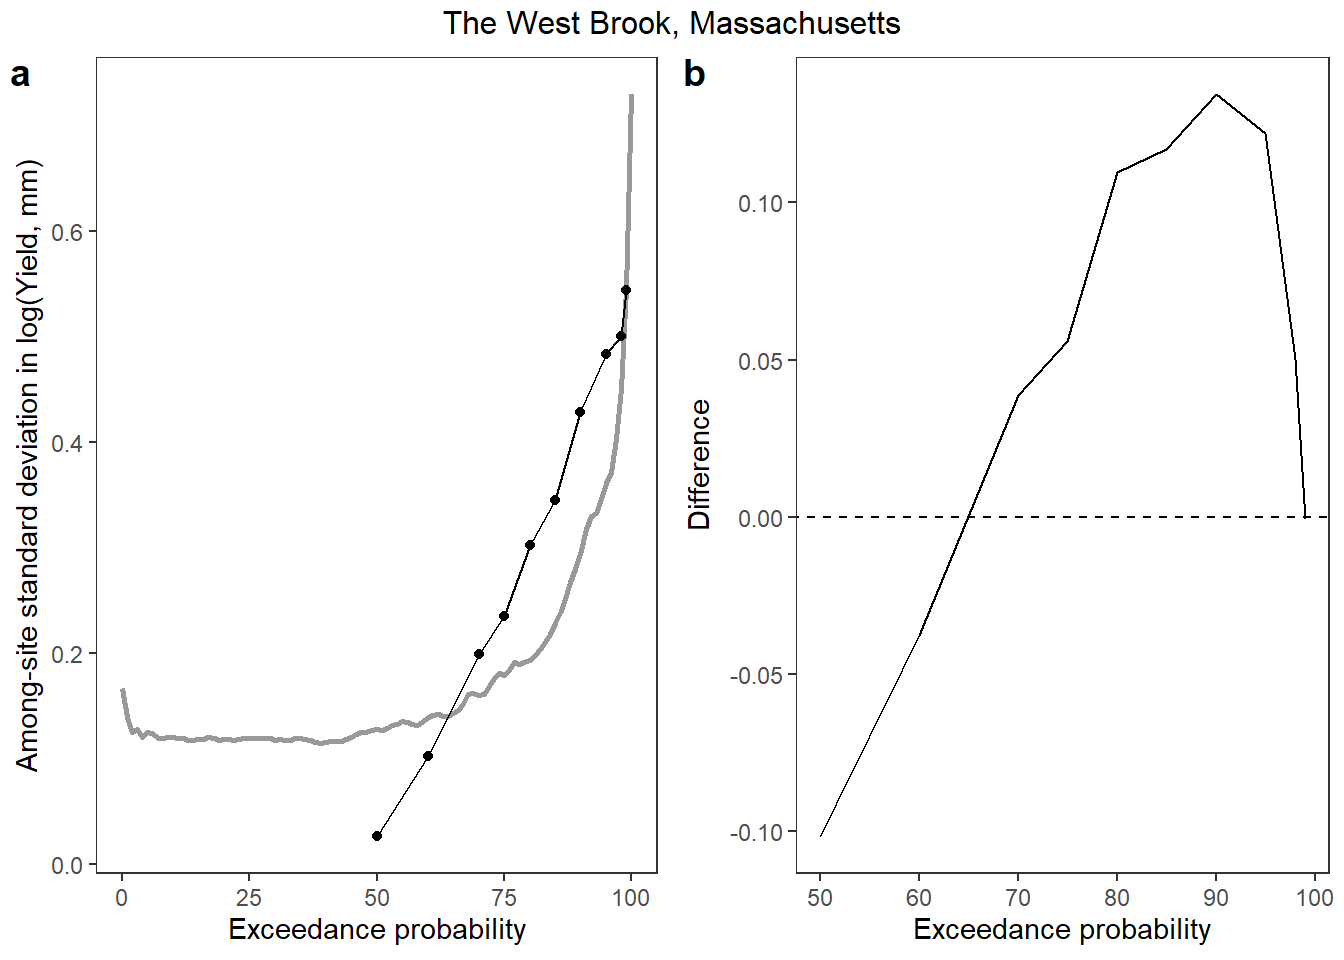 The West Brook, Massachusetts
a
Among-site standard deviation in log(Yield, mm)
0.6
0.4
0.2
0.0
0 25 50 75 100
Exceedance probability
b
Difference
0.10
0.05
0.00
-0.05
-0.10
50 60 70 80 90 100
Exceedance probability